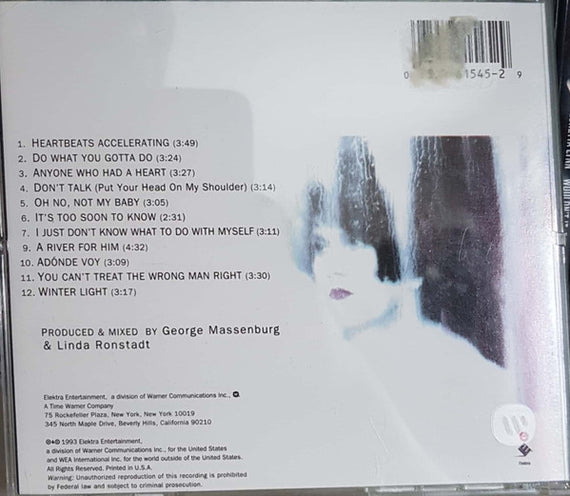 0 61545-2 9
1. HEARTBEATS ACCELERATING (3:49)
2. DO WHAT YOU GOTTA DO (3:24)
3. ANYONE WHO HAD A HEART (3:27)
4. DON'T TALK (Put Your Head On My Shoulder) (3:14)
5. OH NO, NOT MY BABY (3:05)
6. IT'S TOO SOON TO KNOW (2:31)
7. I JUST DON'T KNOW WHAT TO DO WITH MYSELF (3:11)
9. A RIVER FOR HIM (4:32)
10. ADÓNDE VOY (3:09)
11. YOU CAN'T TREAT THE WRONG MAN RIGHT (3:30)
12. WINTER LIGHT (3:17)
PRODUCED & MIXED BY George Massenburg
& Linda Ronstadt
Elektra Entertainment, a division of Warner Communications Inc.,
A Time Warner Company
75 Rockefeller Plaza, New York, New York 10019
345 North Maple Drive, Beverly Hills, California 90210
℗© 1993 Elektra Entertainment,
a division of Warner Communications Inc., for the United States
and WEA International Inc. for the world outside of the United States.
All Rights Reserved. Printed in U.S.A.
Warning: Unauthorized reproduction of this recording is prohibited
by Federal law and subject to criminal prosecution.
Elektra